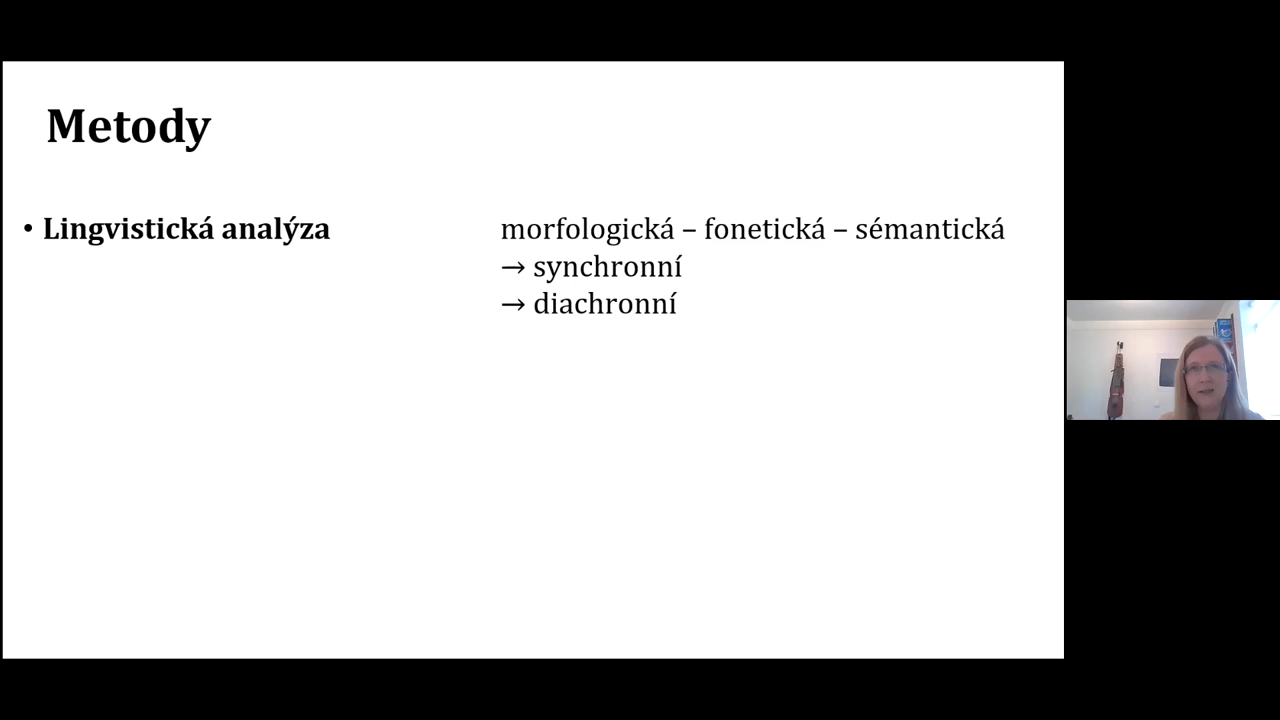 Metody
• Lingvistická analýza morfologická – fonetická – sémantická
→ synchronní
→ diachronní